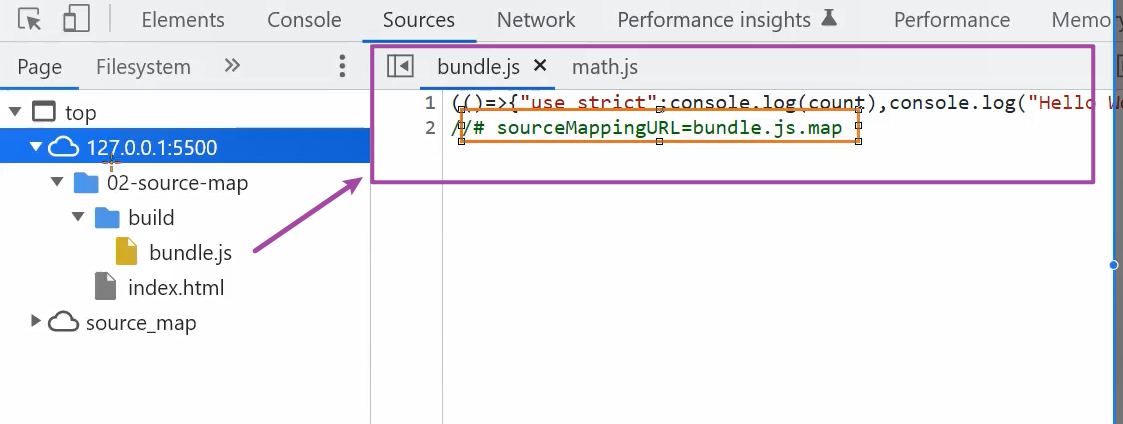 Elements Console Sources Network Performance insights Performance Memory
Page Filesystem »
bundle.js × math.js
top
127.0.0.1:5500
02-source-map
build
bundle.js
index.html
source_map
1 (()=>{"use strict";console.log(count),console.log("Hello Wo
2 //# sourceMappingURL=bundle.js.map